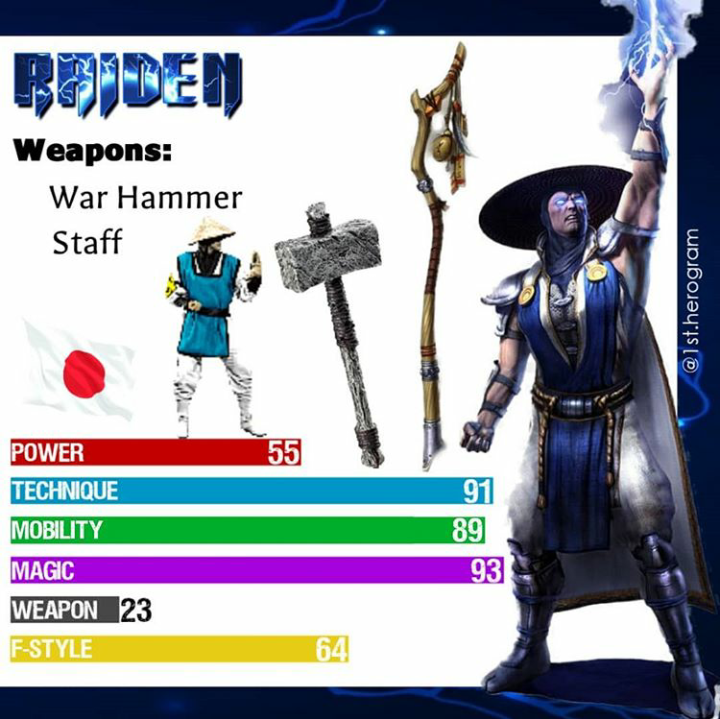 RAIDEN
Weapons:
War Hammer
Staff
POWER 55
TECHNIQUE 91
MOBILITY 89
MAGIC 93
WEAPON 23
F-STYLE 64
@1st.herogram